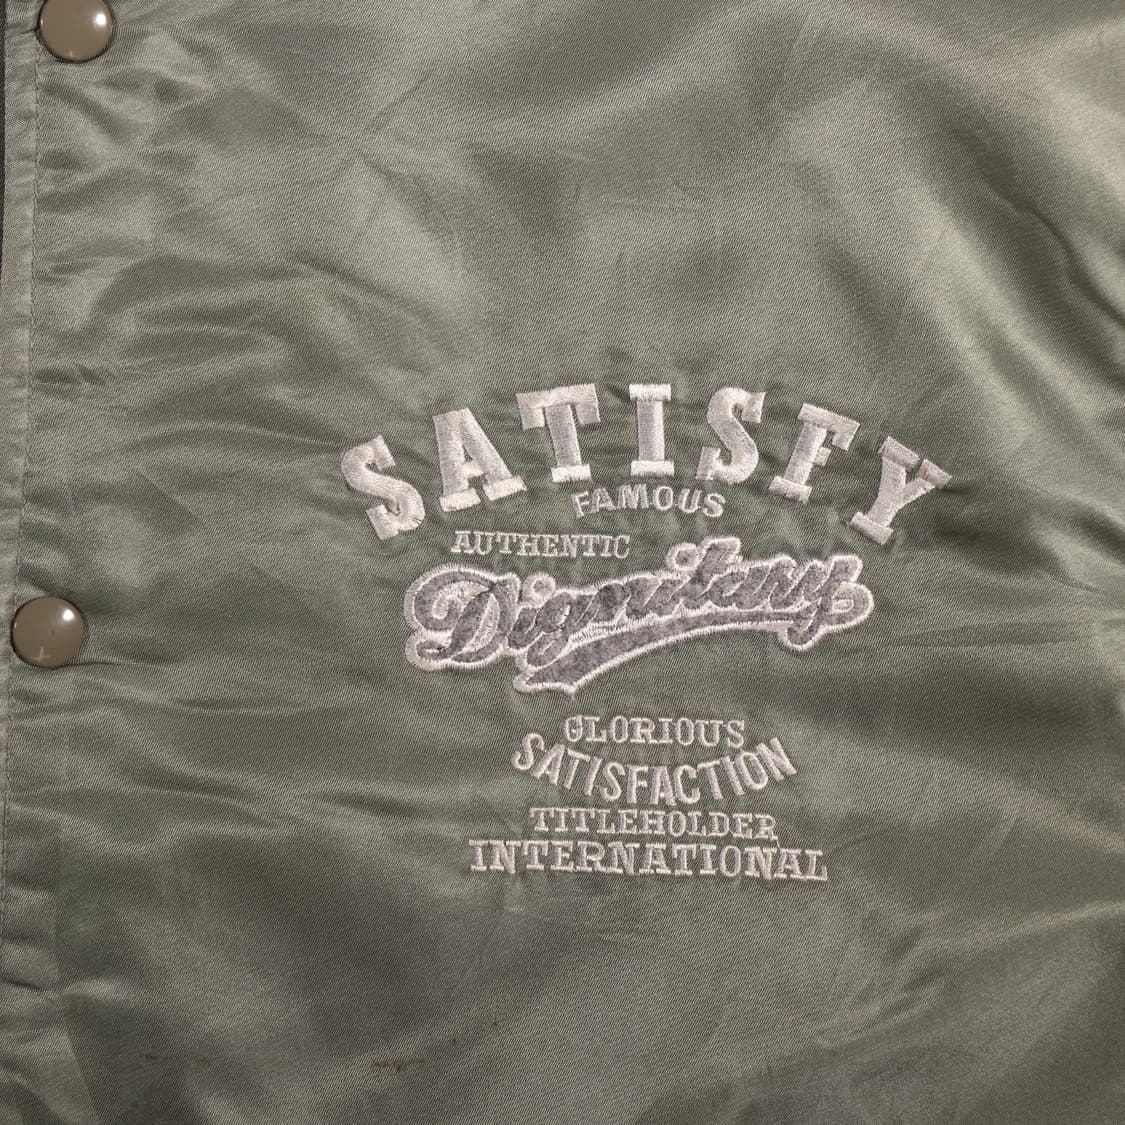 SATISFY
FAMOUS
AUTHENTIC
Dignitary
GLORIOUS
SATISFACTION
TITLEHOLDER
INTERNATIONAL